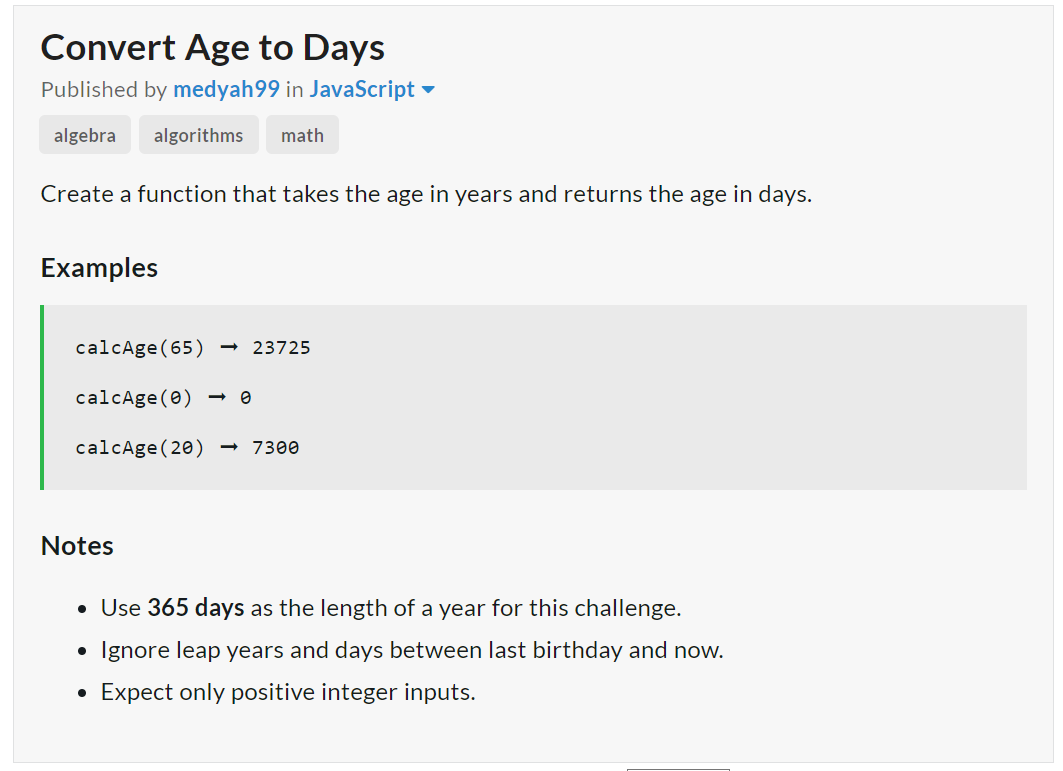 Convert Age to Days
Published by medyah99 in JavaScript
algebra algorithms math
Create a function that takes the age in years and returns the age in days.
Examples
calcAge(65) ➞ 23725
calcAge(0) ➞ 0
calcAge(20) ➞ 7300
Notes
• Use 365 days as the length of a year for this challenge.
• Ignore leap years and days between last birthday and now.
• Expect only positive integer inputs.